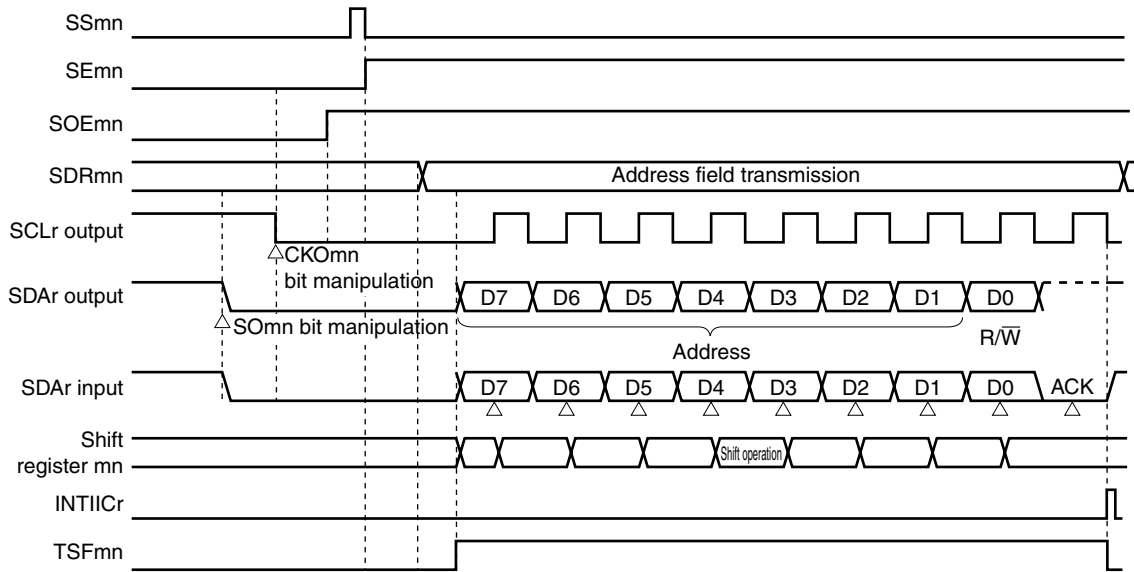 SSmn
SEmn
SOEmn
SDRmn Address field transmission
SCLr output
CKOmn
bit manipulation
SDAr output D7 D6 D5 D4 D3 D2 D1 D0
SOmn bit manipulation
Address
R/W̅
SDAr input D7 D6 D5 D4 D3 D2 D1 D0 ACK
Shift
register mn
Shift operation
INTIICr
TSFmn